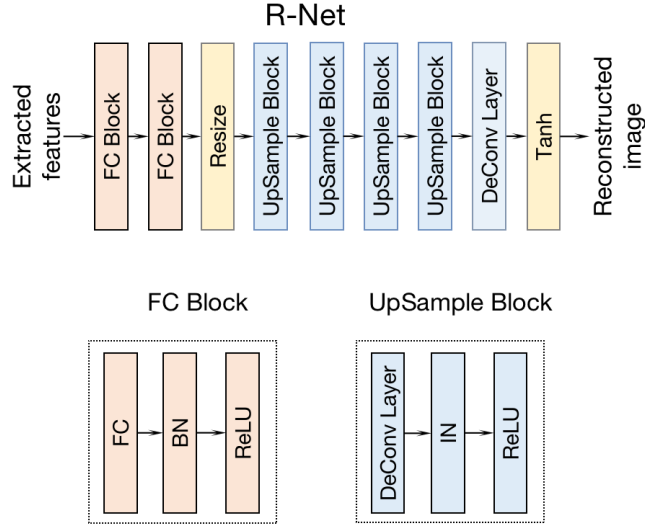 R-Net
Extracted
features
FC Block
FC Block
Resize
UpSample Block
UpSample Block
UpSample Block
UpSample Block
DeConv Layer
Tanh
Reconstructed
image
FC Block
UpSample Block
FC
BN
ReLU
DeConv Layer
IN
ReLU